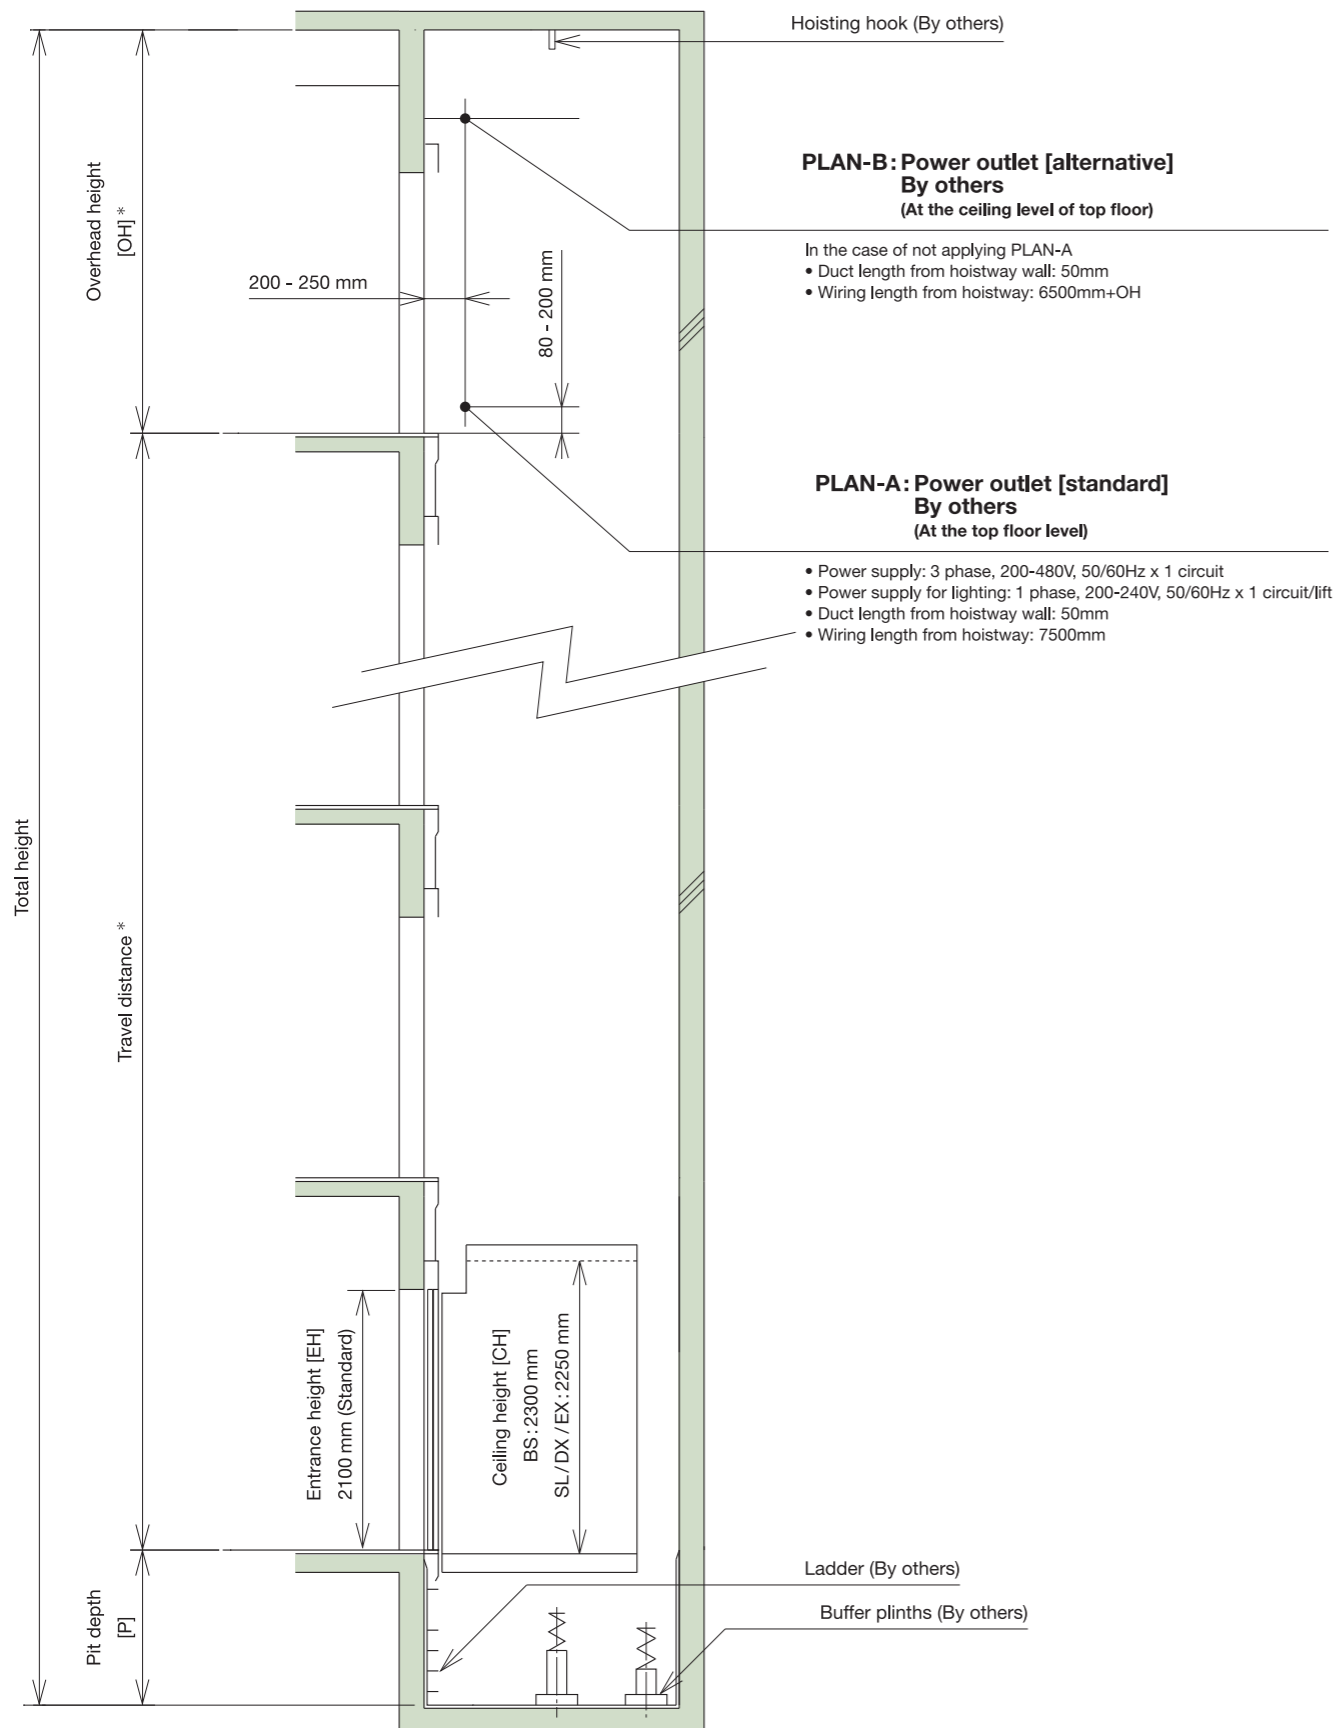 Hoisting hook (By others)
PLAN-B: Power outlet [alternative]
By others
(At the ceiling level of top floor)
In the case of not applying PLAN-A
• Duct length from hoistway wall: 50mm
• Wiring length from hoistway: 6500mm+OH
Overhead height
[OH] *
200 - 250 mm
80 - 200 mm
PLAN-A: Power outlet [standard]
By others
(At the top floor level)
• Power supply: 3 phase, 200-480V, 50/60Hz x 1 circuit
• Power supply for lighting: 1 phase, 200-240V, 50/60Hz x 1 circuit/lift
• Duct length from hoistway wall: 50mm
• Wiring length from hoistway: 7500mm
Total height
Travel distance *
Entrance height [EH]
2100 mm (Standard)
Ceiling height [CH]
BS : 2300 mm
SL / DX / EX : 2250 mm
Pit depth
[P]
Ladder (By others)
Buffer plinths (By others)